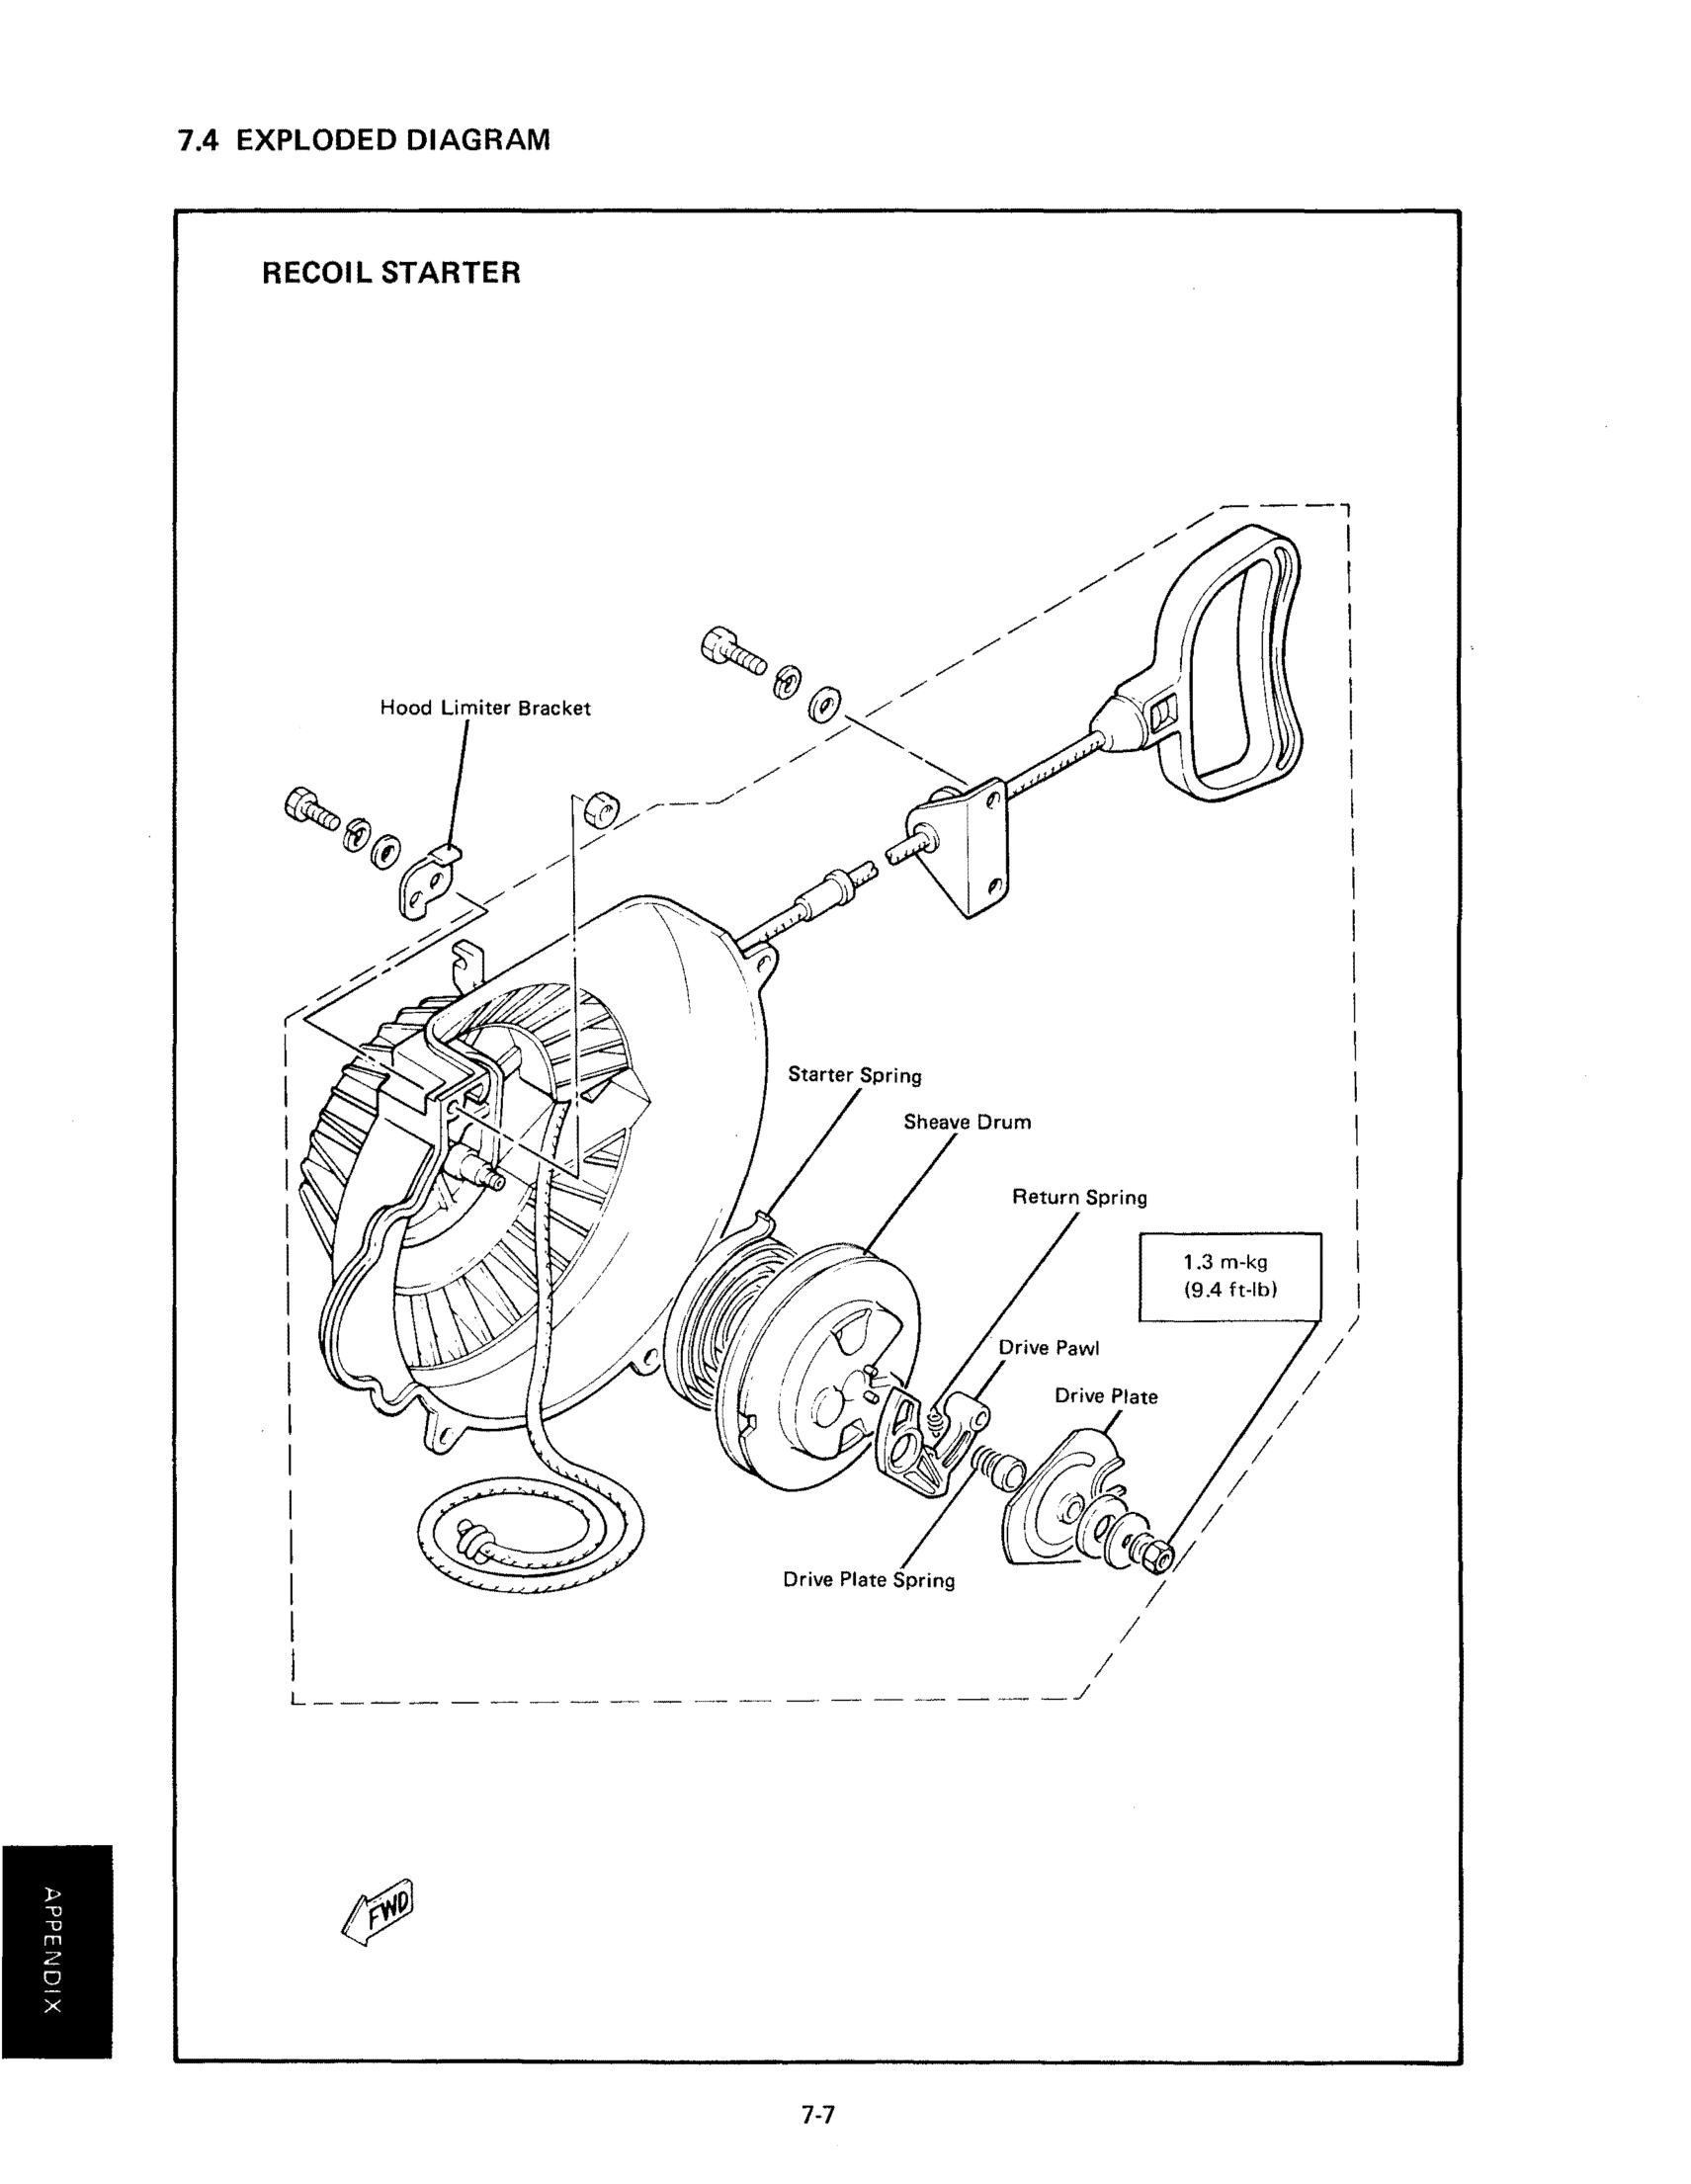 7.4 EXPLODED DIAGRAM
RECOIL STARTER
Hood Limiter Bracket
Starter Spring
Sheave Drum
Return Spring
1.3 m-kg
(9.4 ft-lb)
Drive Pawl
Drive Plate
Drive Plate Spring
FWD
APPENDIX
7-7